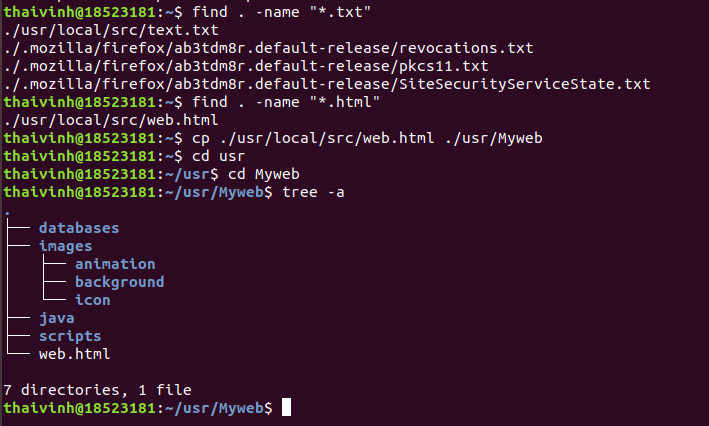 thaivinh@18523181:~$ find . -name "*.txt"
./usr/local/src/text.txt
./.mozilla/firefox/ab3tdm8r.default-release/revocations.txt
./.mozilla/firefox/ab3tdm8r.default-release/pkcs11.txt
./.mozilla/firefox/ab3tdm8r.default-release/SiteSecurityServiceState.txt
thaivinh@18523181:~$ find . -name "*.html"
./usr/local/src/web.html
thaivinh@18523181:~$ cp ./usr/local/src/web.html ./usr/Myweb
thaivinh@18523181:~$ cd usr
thaivinh@18523181:~/usr$ cd Myweb
thaivinh@18523181:~/usr/Myweb$ tree -a
.
├── databases
├── images
│   ├── animation
│   ├── background
│   └── icon
├── java
├── scripts
└── web.html

7 directories, 1 file
thaivinh@18523181:~/usr/Myweb$